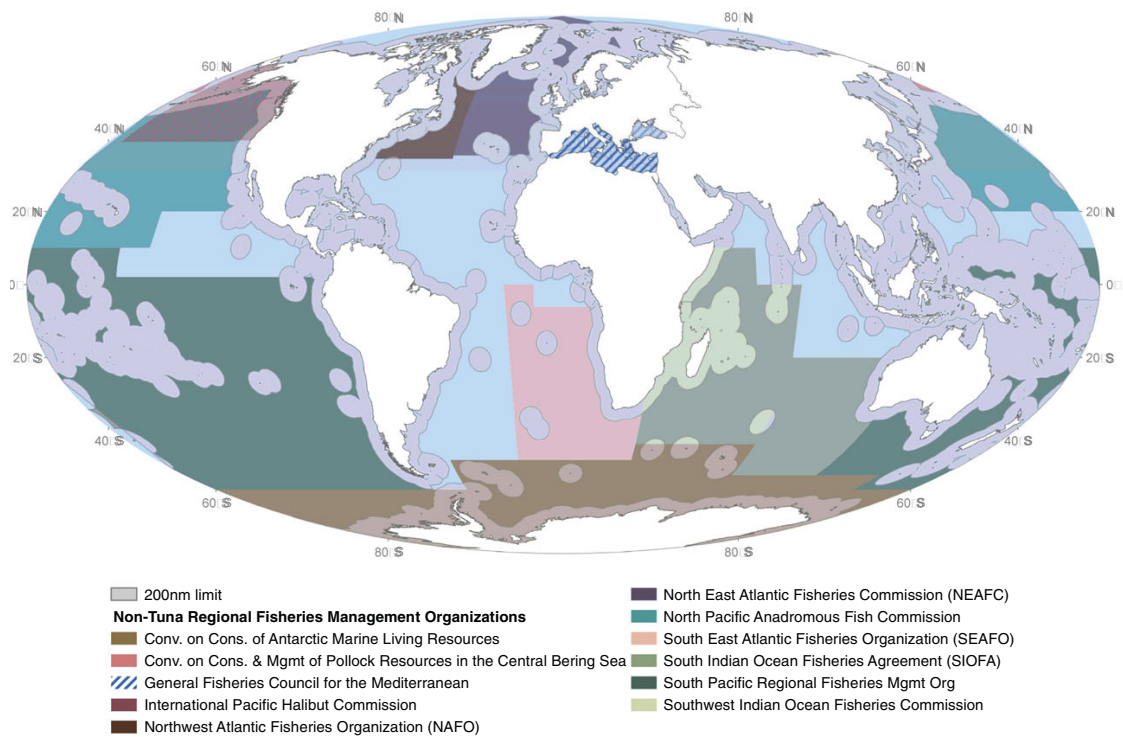 80□N 80□N
60□N 60□N
40□N 40□N
20□N 20□N
0□ 0□
20□S 20□S
40□S 40□S
60□S 60□S
80□S 80□S
200nm limit
Non-Tuna Regional Fisheries Management Organizations
Conv. on Cons. of Antarctic Marine Living Resources
Conv. on Cons. & Mgmt of Pollock Resources in the Central Bering Sea
General Fisheries Council for the Mediterranean
International Pacific Halibut Commission
Northwest Atlantic Fisheries Organization (NAFO)
North East Atlantic Fisheries Commission (NEAFC)
North Pacific Anadromous Fish Commission
South East Atlantic Fisheries Organization (SEAFO)
South Indian Ocean Fisheries Agreement (SIOFA)
South Pacific Regional Fisheries Mgmt Org
Southwest Indian Ocean Fisheries Commission